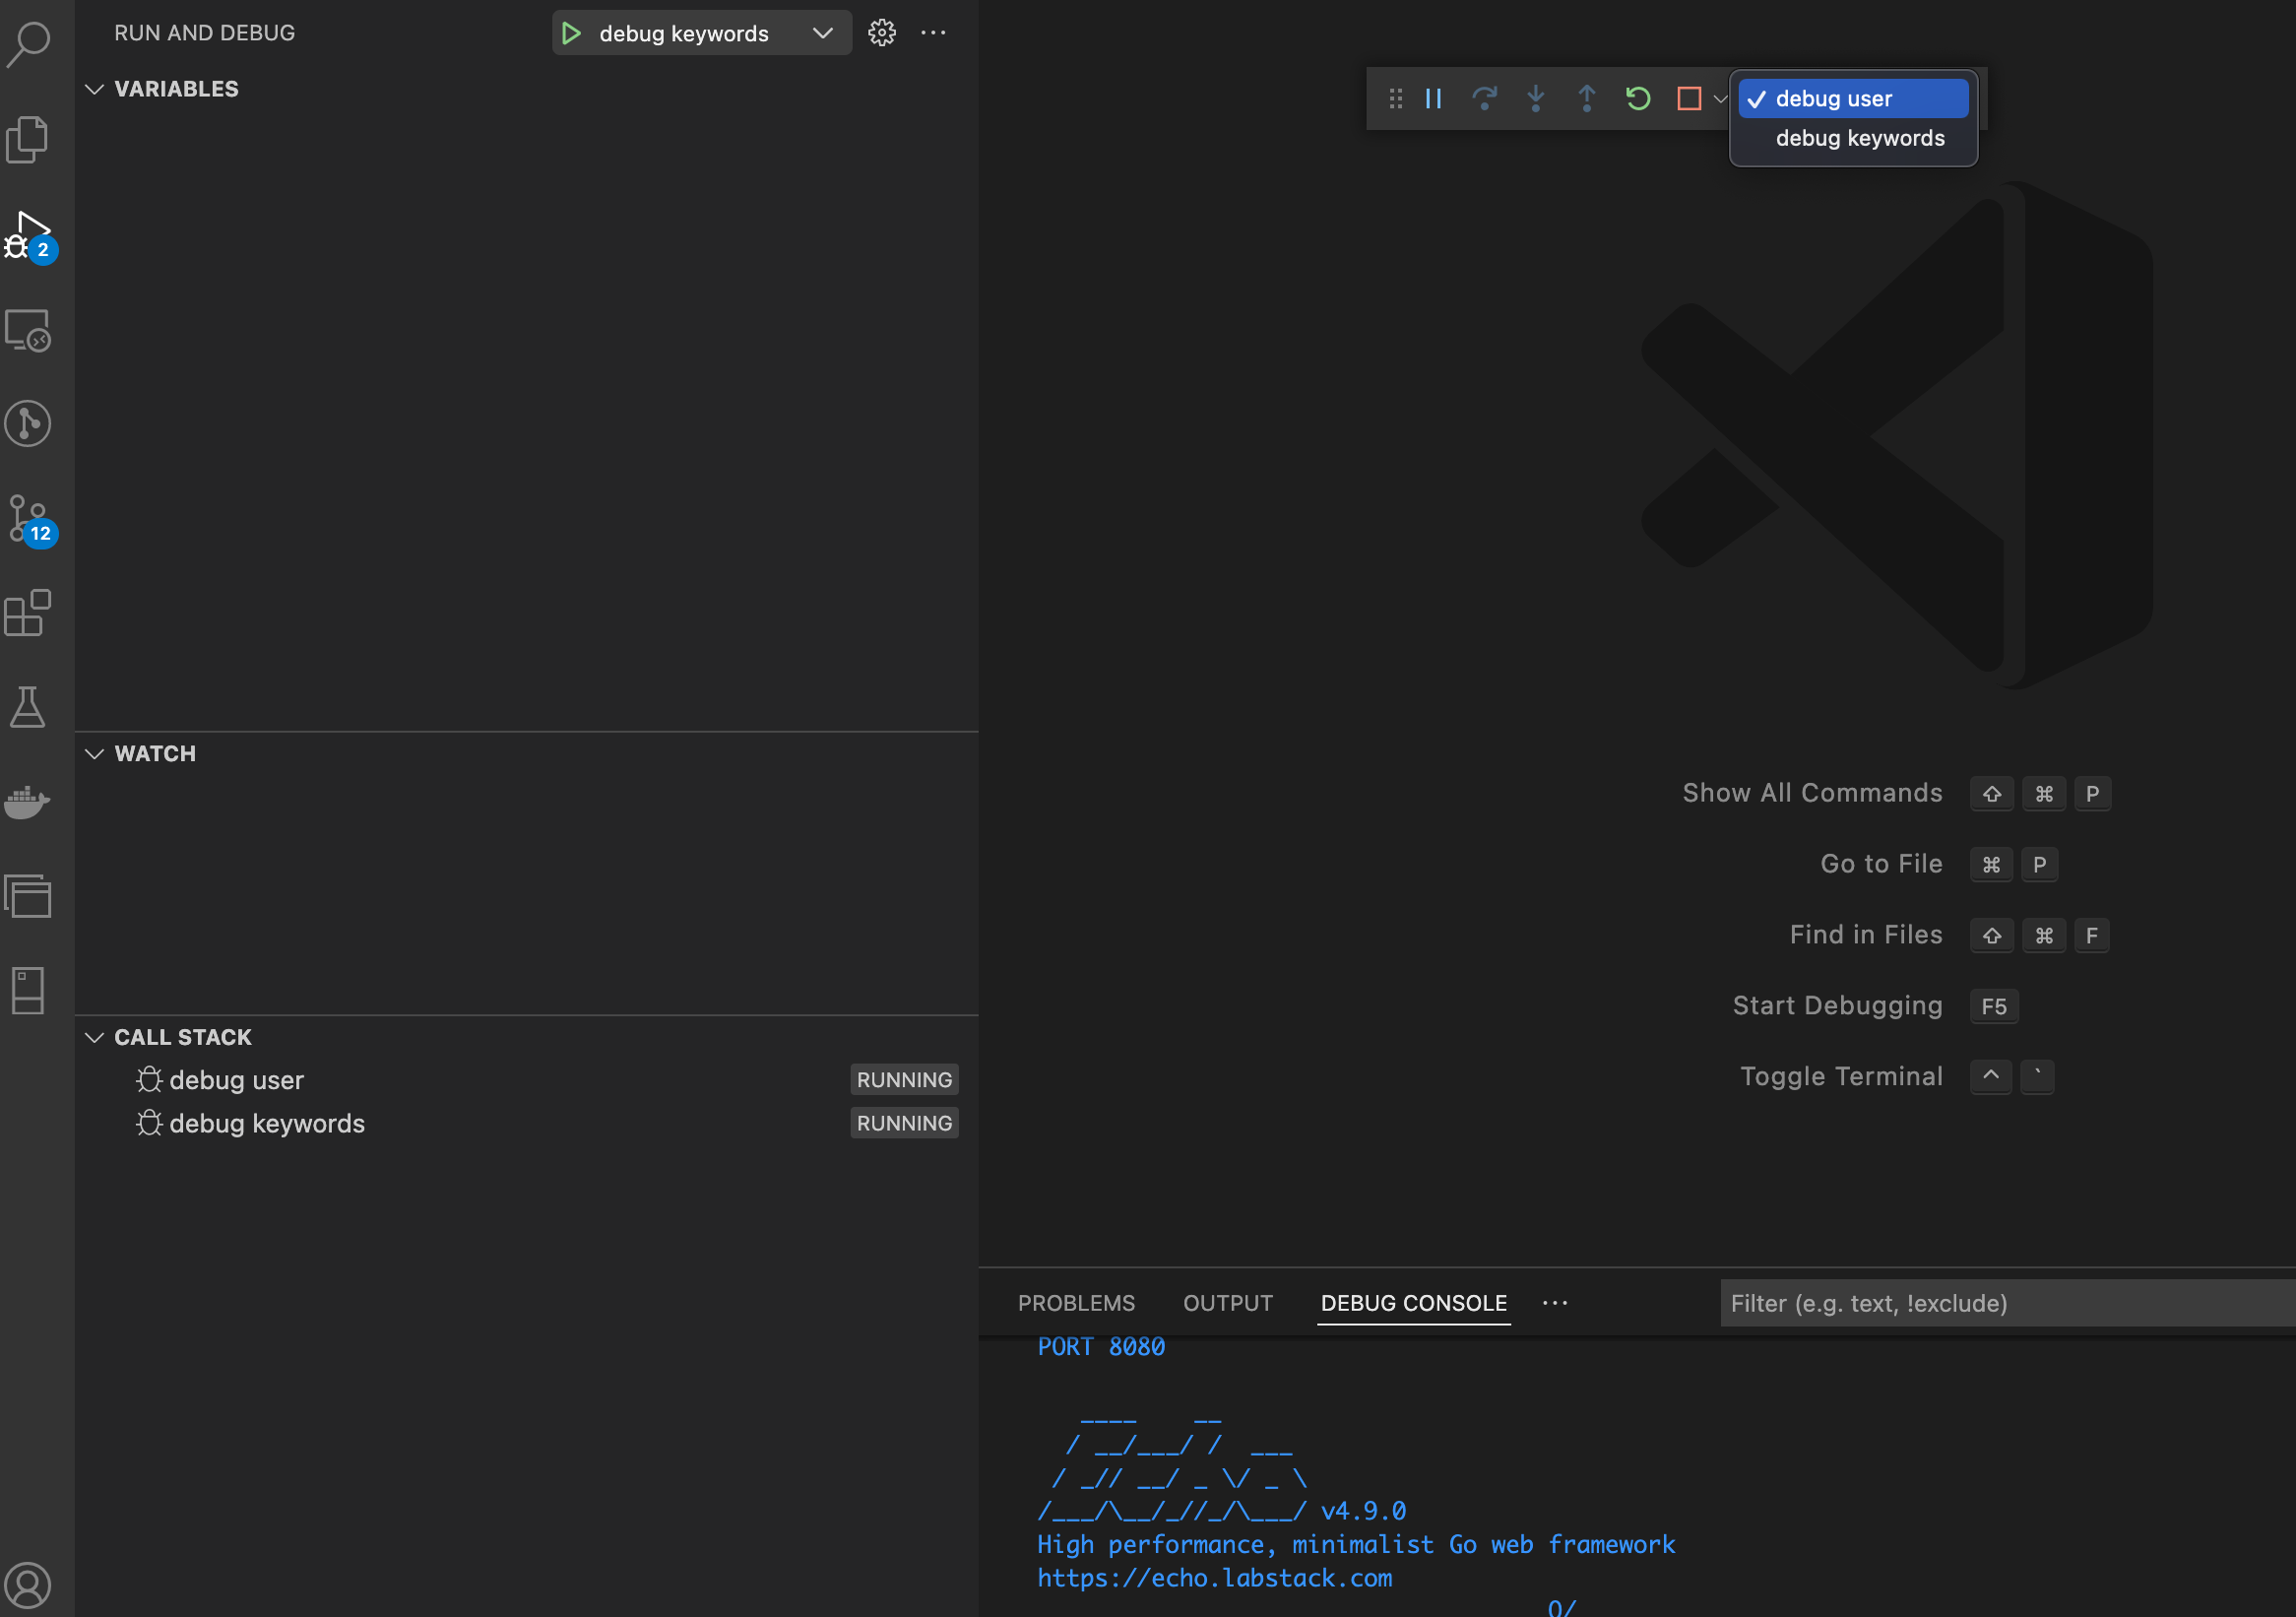 RUN AND DEBUG
debug keywords
VARIABLES
2
12
WATCH
CALL STACK
debug user RUNNING
debug keywords RUNNING
debug user
debug keywords
Show All Commands ⇧ ⌘ P
Go to File ⌘ P
Find in Files ⇧ ⌘ F
Start Debugging F5
Toggle Terminal ^ `
PROBLEMS OUTPUT DEBUG CONSOLE ··· Filter (e.g. text, !exclude)
PORT 8080
   ____    __
  / __/___/ /  ___
 / _// __/ _ \/ _ \
/___/\__/_//_/\___/ v4.9.0
High performance, minimalist Go web framework
https://echo.labstack.com
O/